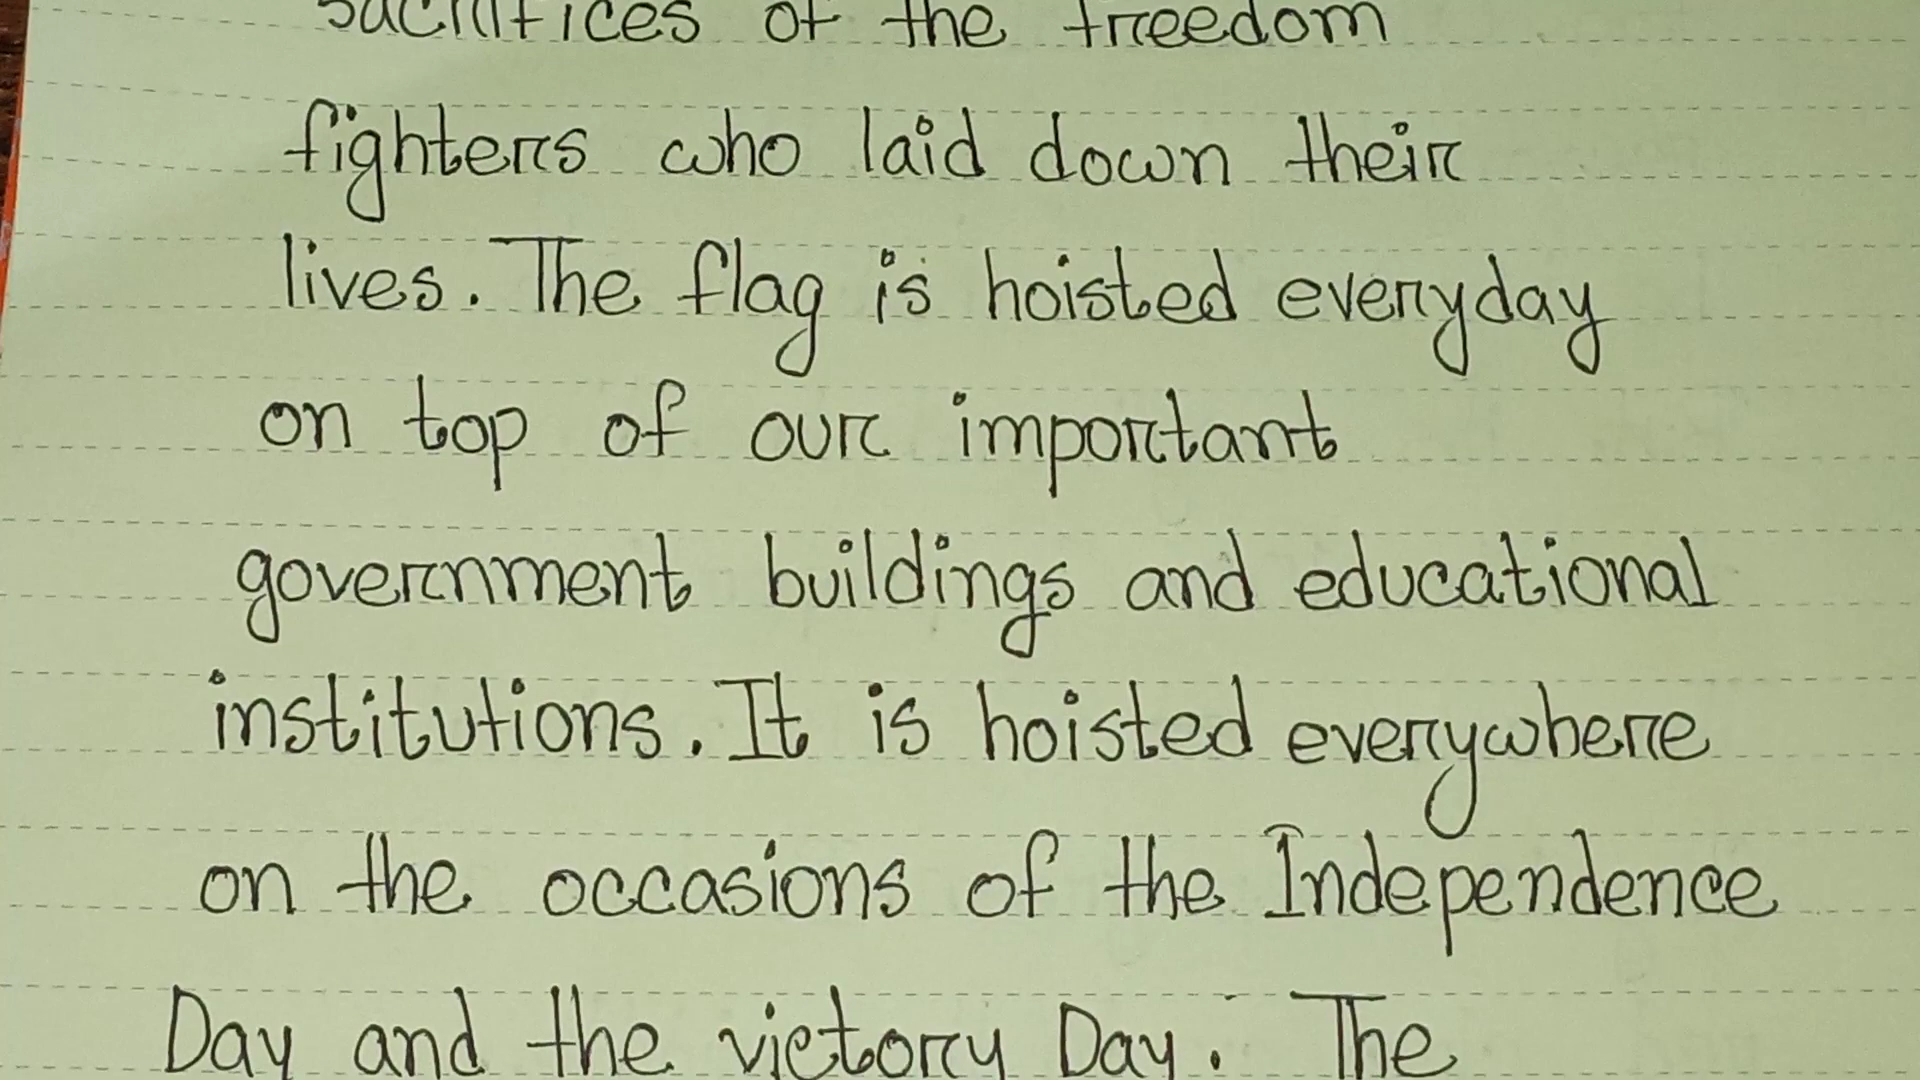 sacrifices of the freedom
fighters who laid down their
lives. The flag is hoisted everyday
on top of our important
government buildings and educational
institutions. It is hoisted everywhere
on the occasions of the Independence
Day and the victory Day. The